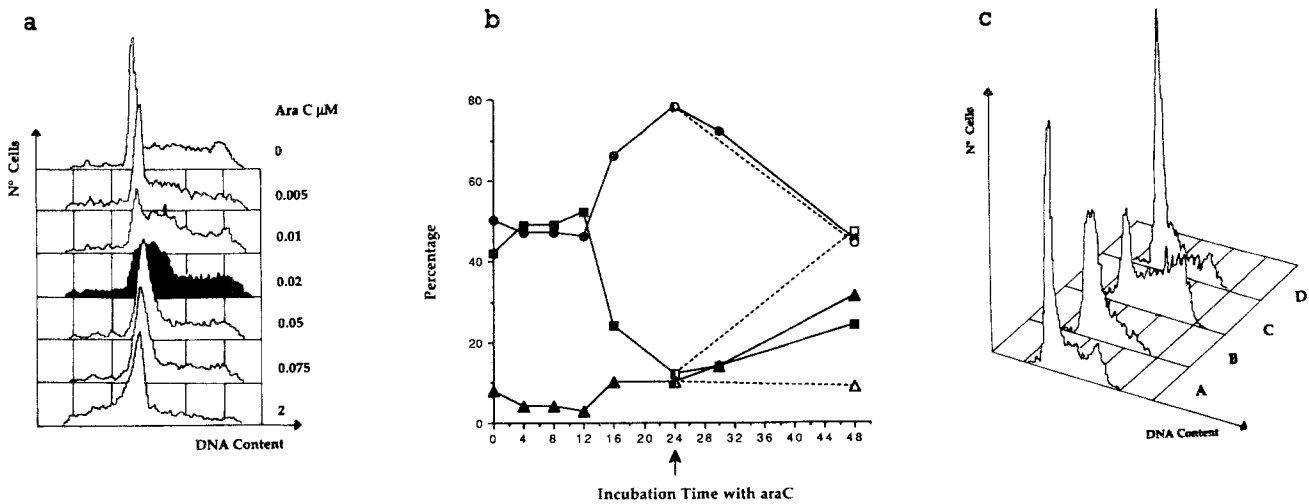 a
Ara C μM
0
0.005
0.01
0.02
0.05
0.075
2
N° Cells
DNA Content
b
80
60
40
20
0
Percentage
0 4 8 12 16 20 24 28 32 36 40 44 48
Incubation Time with araC
c
N° Cells
A
B
C
D
DNA Content